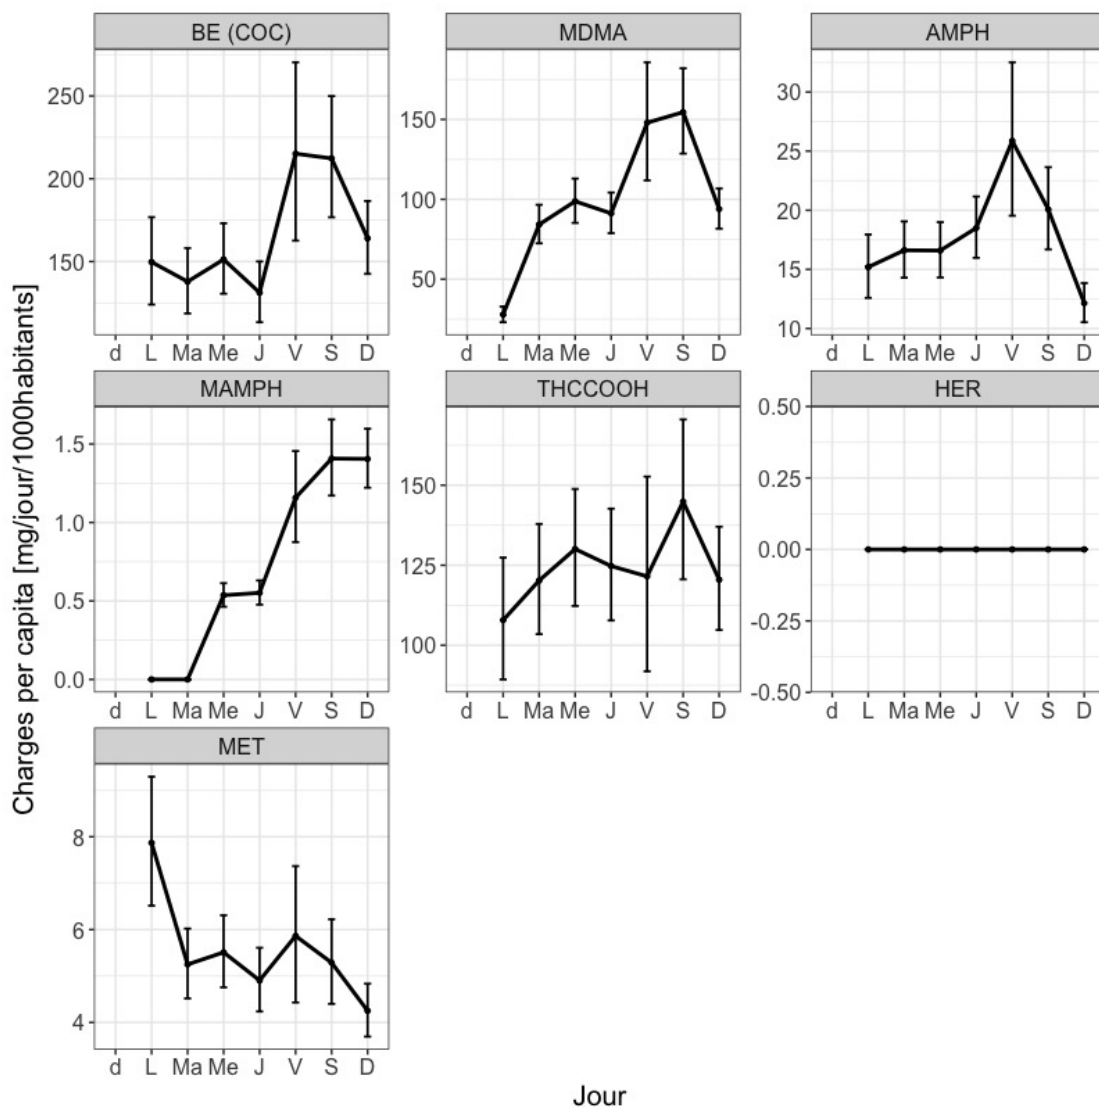 BE (COC) MDMA AMPH
250
200
150
150
100
50
30
25
20
15
10
d L Ma Me J V S D
d L Ma Me J V S D
d L Ma Me J V S D
MAMPH THCCOOH HER
1.5
1.0
0.5
0.0
150
125
100
0.50
0.25
0.00
-0.25
-0.50
d L Ma Me J V S D
d L Ma Me J V S D
d L Ma Me J V S D
MET
8
6
4
d L Ma Me J V S D
Charges per capita [mg/jour/1000habitants]
Jour